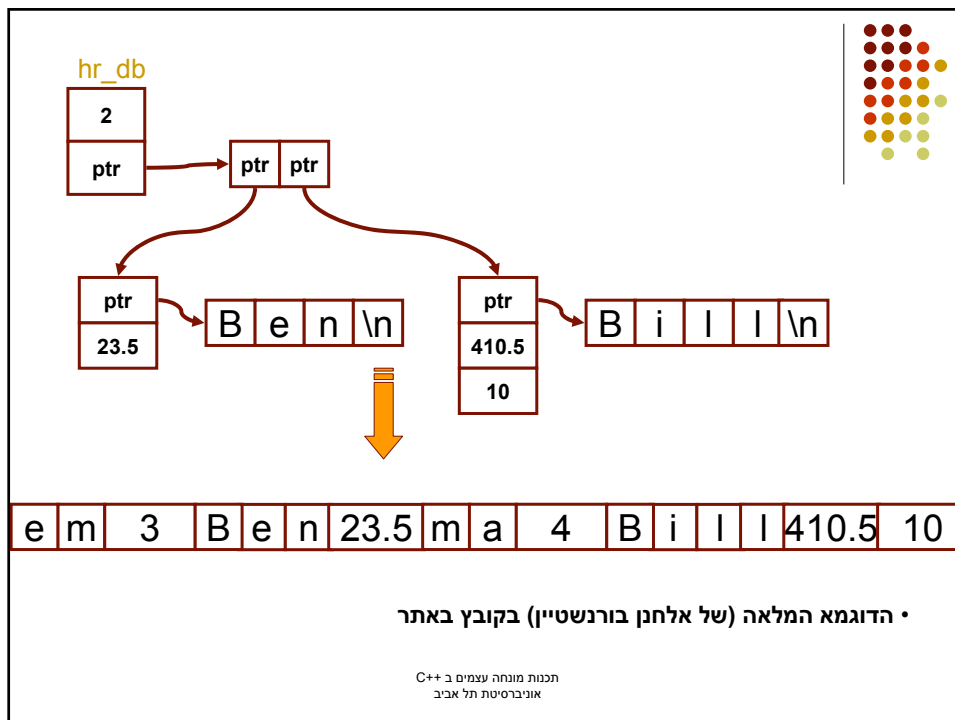 hr_db
2
ptr
ptr ptr
ptr
23.5
B e n \n
ptr
410.5
10
B i l l \n
e m 3 B e n 23.5 m a 4 B i l l 410.5 10
• הדוגמא המלאה (של אלחנן בורנשטיין) בקובץ באתר
תכנות מונחה עצמים ב ++C
אוניברסיטת תל אביב